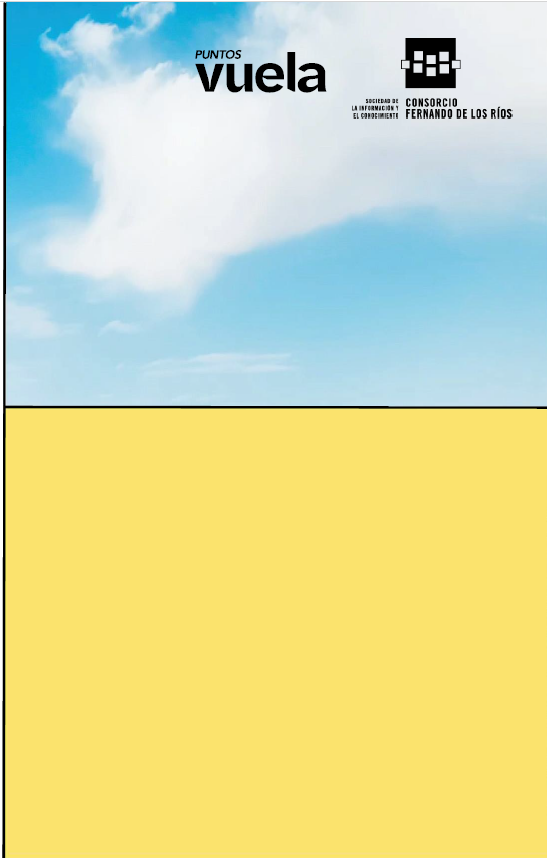 PUNTOS
vuela
SOCIEDAD DE
LA INFORMACIÓN Y
EL CONOCIMIENTO
CONSORCIO
FERNANDO DE LOS RÍOS